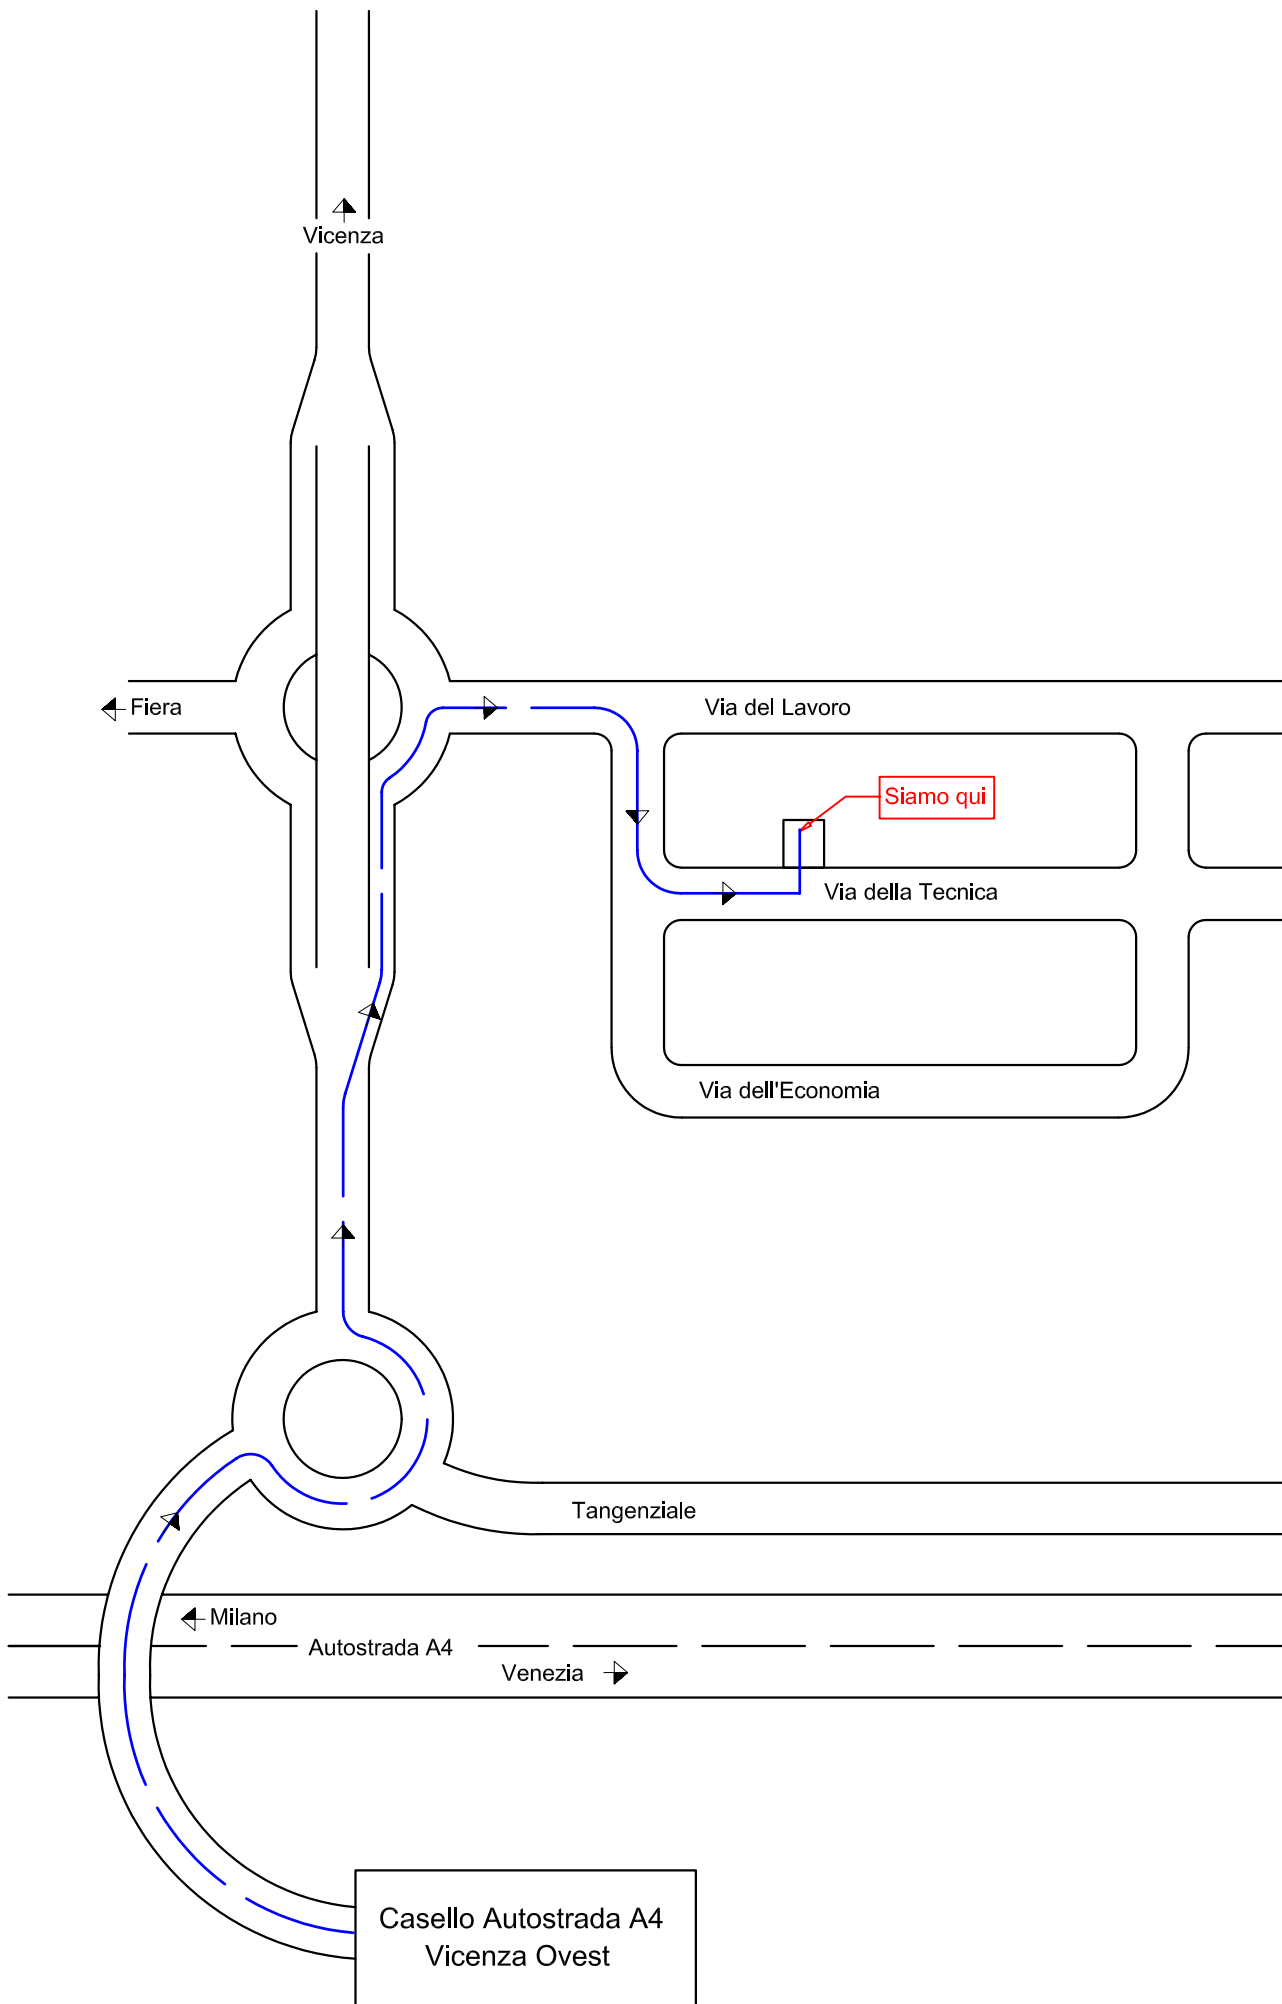 Vicenza
Fiera
Via del Lavoro
Siamo qui
Via della Tecnica
Via dell'Economia
Tangenziale
Milano
Autostrada A4
Venezia
Casello Autostrada A4
Vicenza Ovest